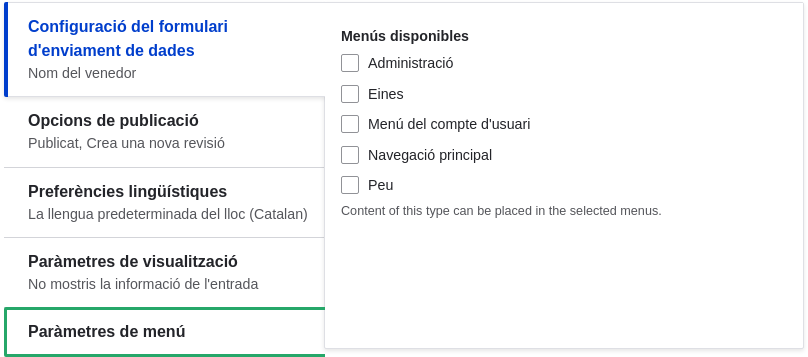 Configuració del formulari
d'enviament de dades
Nom del venedor
Opcions de publicació
Publicat, Crea una nova revisió
Preferències lingüístiques
La llengua predeterminada del lloc (Catalan)
Paràmetres de visualització
No mostris la informació de l'entrada
Paràmetres de menú
Menús disponibles
Administració
Eines
Menú del compte d'usuari
Navegació principal
Peu
Content of this type can be placed in the selected menus.